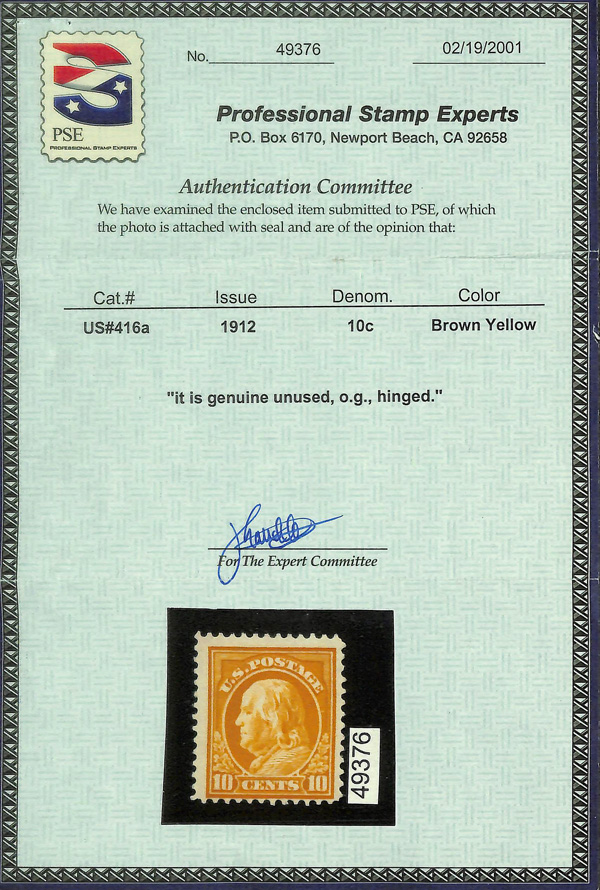 PSE
PROFESSIONAL STAMP EXPERTS
No. 49376
02/19/2001
Professional Stamp Experts
P.O. Box 6170, Newport Beach, CA 92658
Authentication Committee
We have examined the enclosed item submitted to PSE, of which
the photo is attached with seal and are of the opinion that:
Cat.# Issue Denom. Color
US#416a 1912 10c Brown Yellow
"it is genuine unused, o.g., hinged."
For The Expert Committee
U.S. POSTAGE
10 CENTS 10
49376